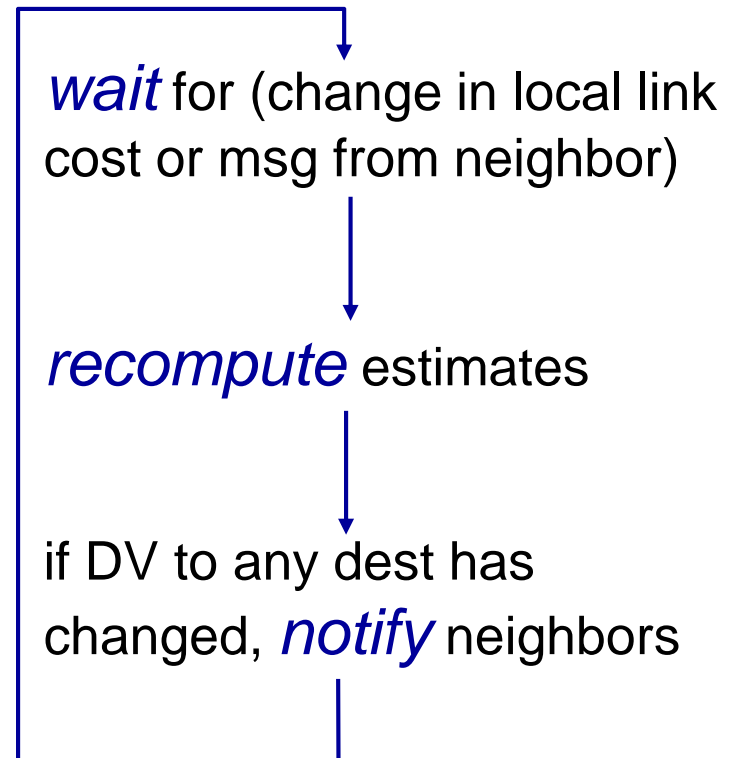 wait for (change in local link
cost or msg from neighbor)
recompute estimates
if DV to any dest has
changed, notify neighbors